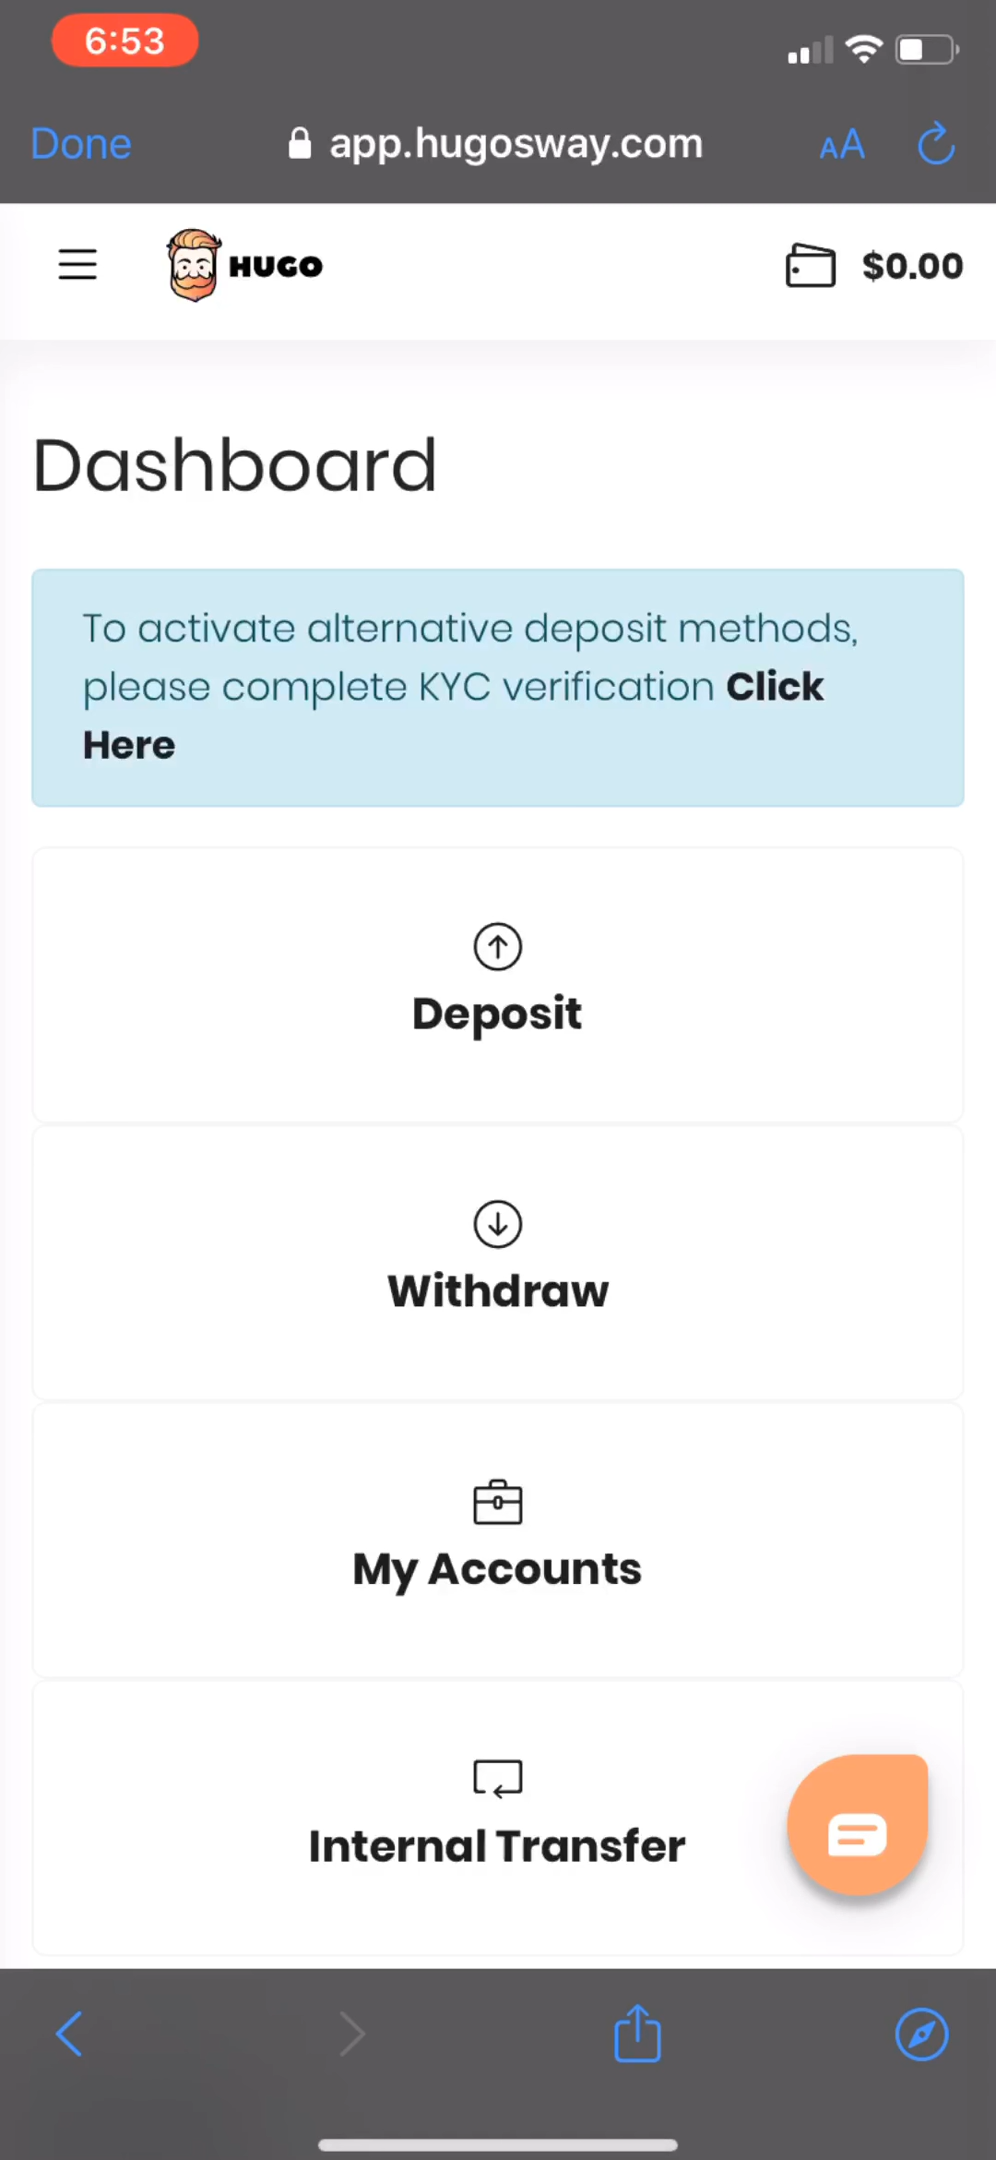 6:53
Done app.hugosway.com AA
HUGO $0.00
Dashboard
To activate alternative deposit methods,
please complete KYC verification Click
Here
Deposit
Withdraw
My Accounts
Internal Transfer